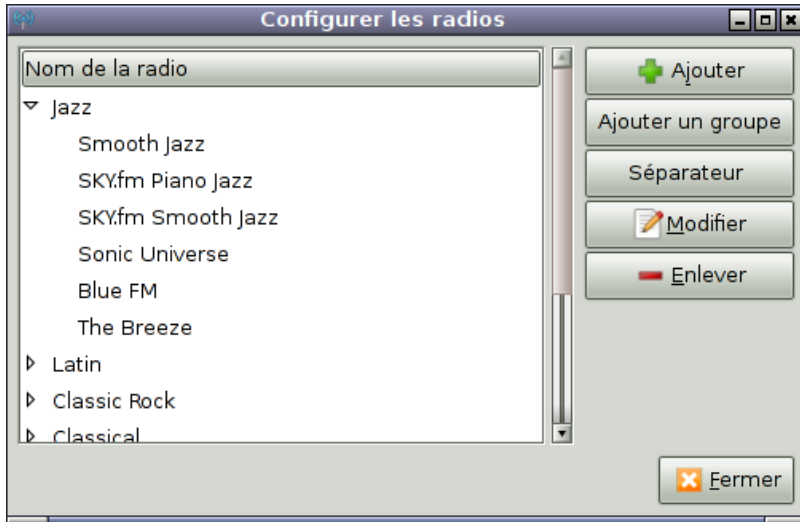 Configurer les radios
Nom de la radio
Jazz
Smooth Jazz
SKY.fm Piano Jazz
SKY.fm Smooth Jazz
Sonic Universe
Blue FM
The Breeze
Latin
Classic Rock
Classical
Ajouter
Ajouter un groupe
Séparateur
Modifier
Enlever
Fermer